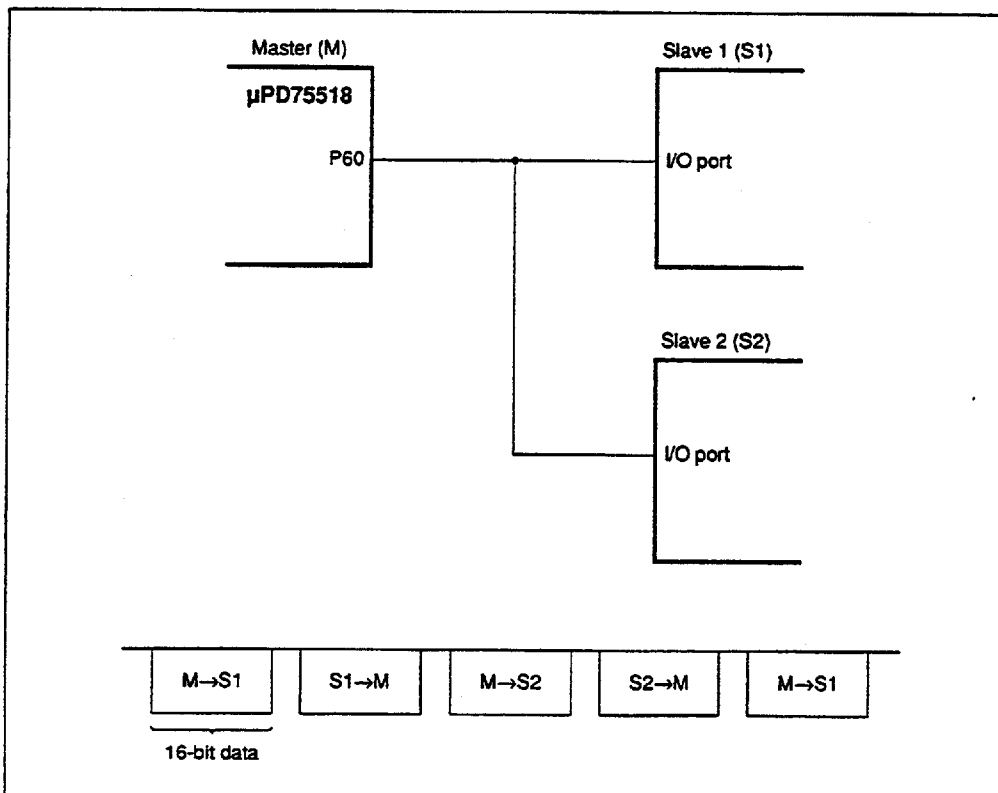 Master (M)
µPD75518
P60
Slave 1 (S1)
I/O port
Slave 2 (S2)
I/O port
M→S1
S1→M
M→S2
S2→M
M→S1
16-bit data